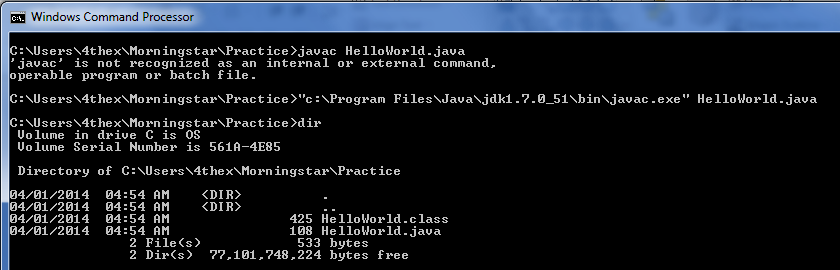 Windows Command Processor
C:\Users\4thex\Morningstar\Practice>javac HelloWorld.java
'javac' is not recognized as an internal or external command,
operable program or batch file.
C:\Users\4thex\Morningstar\Practice>"c:\Program Files\Java\jdk1.7.0_51\bin\javac.exe" HelloWorld.java
C:\Users\4thex\Morningstar\Practice>dir
Volume in drive C is OS
Volume Serial Number is 561A-4E85
Directory of C:\Users\4thex\Morningstar\Practice
04/01/2014  04:54 AM    <DIR>          .
04/01/2014  04:54 AM    <DIR>          ..
04/01/2014  04:54 AM               425 HelloWorld.class
04/01/2014  04:54 AM               108 HelloWorld.java
2 File(s)            533 bytes
2 Dir(s)  77,101,748,224 bytes free